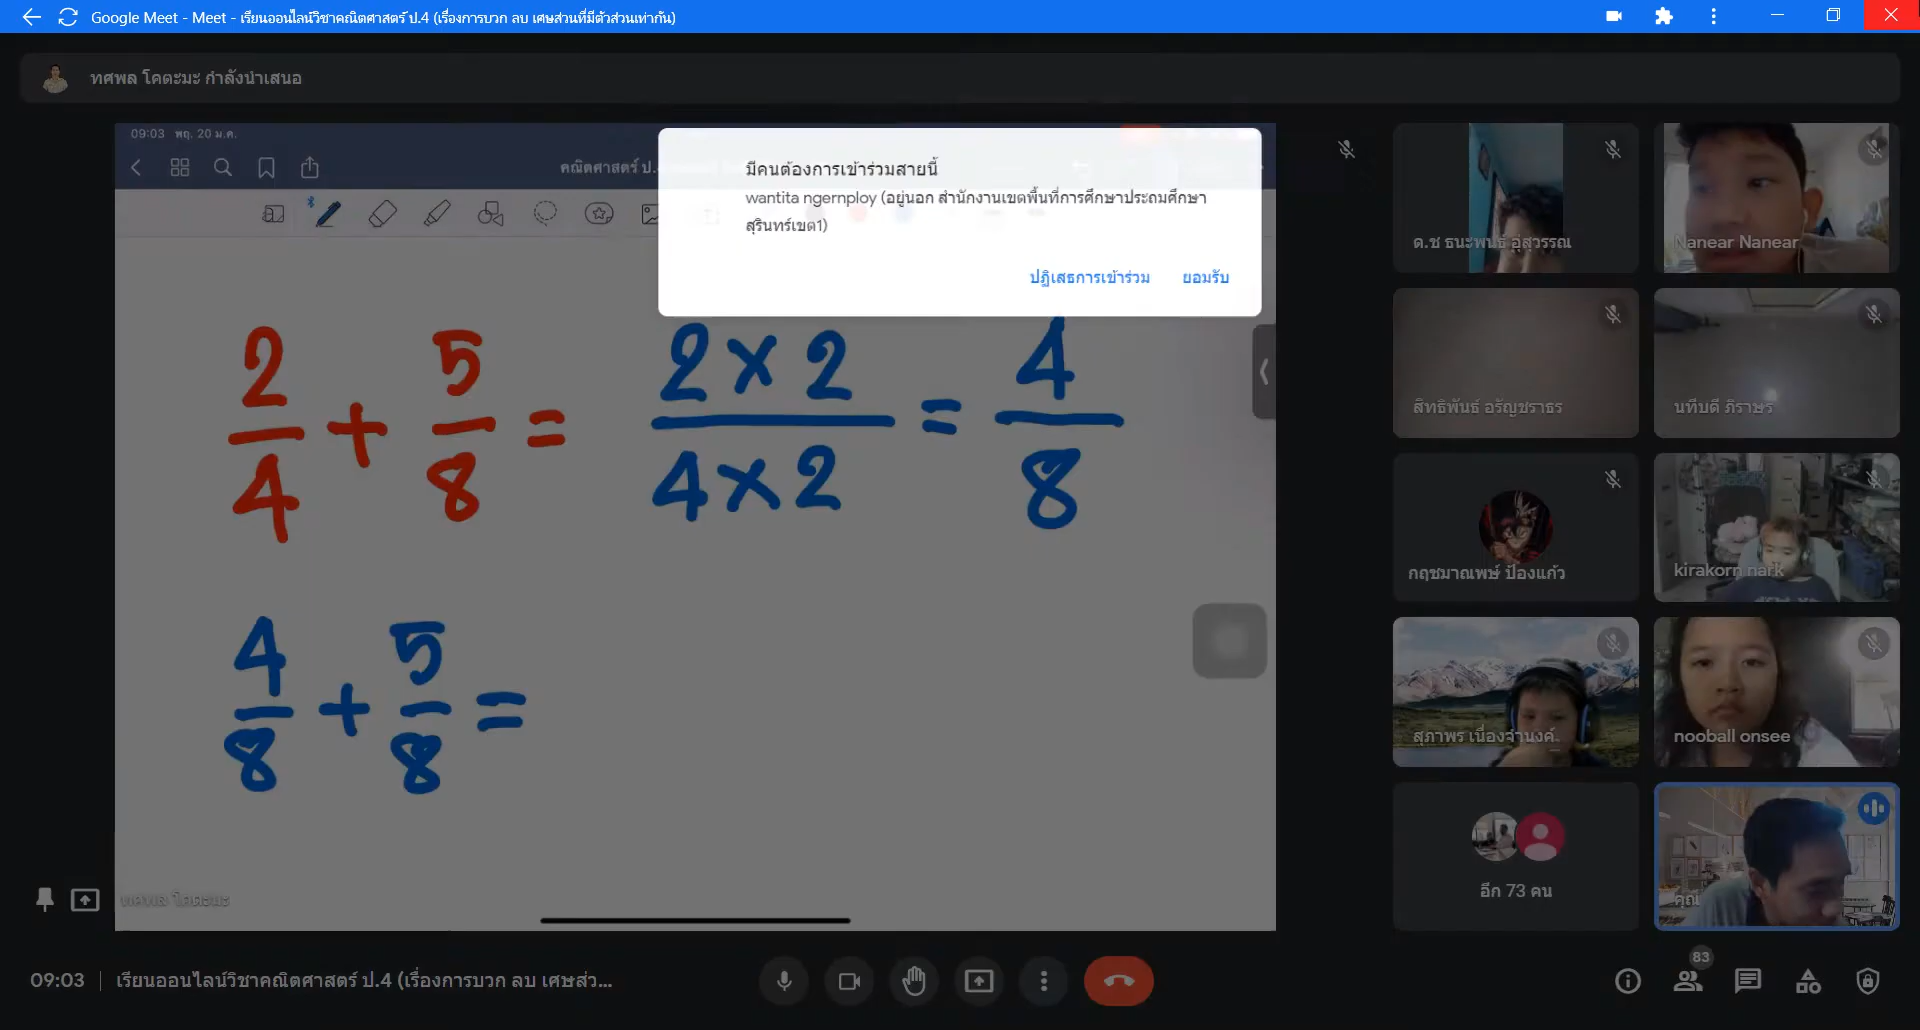 Google Meet - Meet - เรียนออนไลน์วิชาคณิตศาสตร์ ป.4 (เรื่องการบวก ลบ เศษส่วนที่มีตัวส่วนเท่ากัน)
ทศพล โคตะมะ กำลังนำเสนอ
09:03 พฤ. 20 ม.ค.
คณิตศาสตร์ ป.
มีคนต้องการเข้าร่วมสายนี้
wantita ngernploy (อยู่นอก สำนักงานเขตพื้นที่การศึกษาประถมศึกษา
สุรินทร์เขต1)
ปฏิเสธการเข้าร่วม ยอมรับ
2/4 + 5/8 = 2 × 2 / 4 × 2 = 4/8
4/8 + 5/8 =
ด.ช ธนะพนธ์ อุ่สุวรรณ
Nanear Nanear
สิทธิพันธ์ อรัญชราธร
นทีบดี ภิราษร
กฤชมาณพษ์ ป้องแก้ว
kirakorn nark
สุภาพร เนื่องจำนงค์
nooball onsee
อีก 73 คน
คุณ
ทศพล โคตะมะ
09:03 | เรียนออนไลน์วิชาคณิตศาสตร์ ป.4 (เรื่องการบวก ลบ เศษส่ว...
83